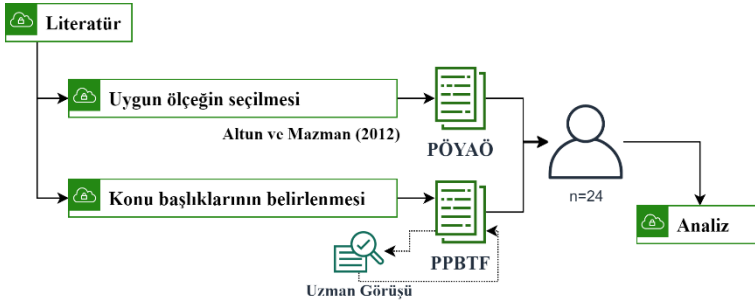 Literatür
Uygun ölçeğin seçilmesi
Altun ve Mazman (2012)
PÖYAÖ
n=24
Konu başlıklarının belirlenmesi
PPBTF
Analiz
Uzman Görüşü